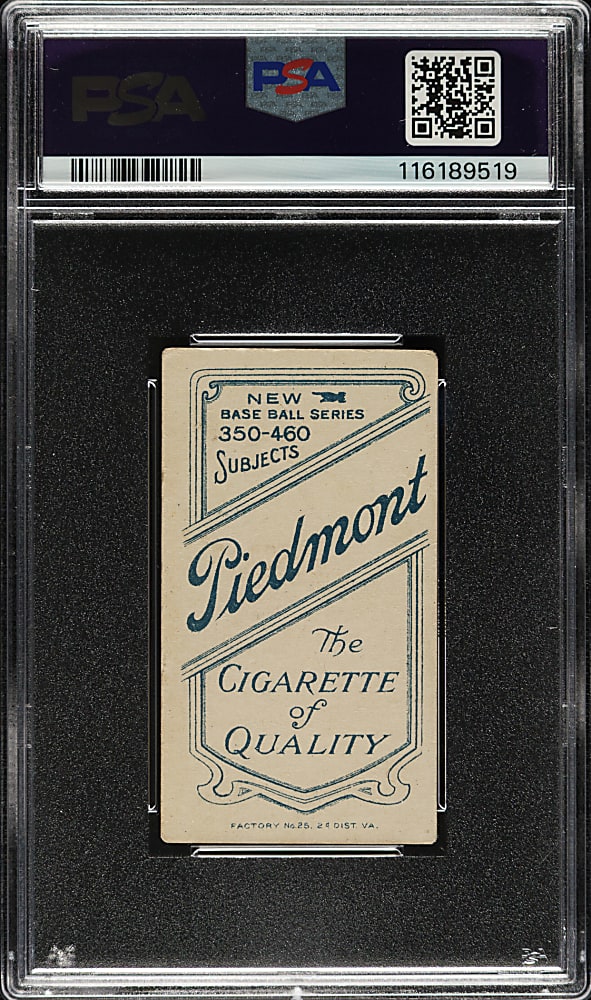 PSA
PSA
116189519
NEW
BASE BALL SERIES
350-460
SUBJECTS
Piedmont
The
CIGARETTE
of
QUALITY
FACTORY No 25, 2d DIST. VA.